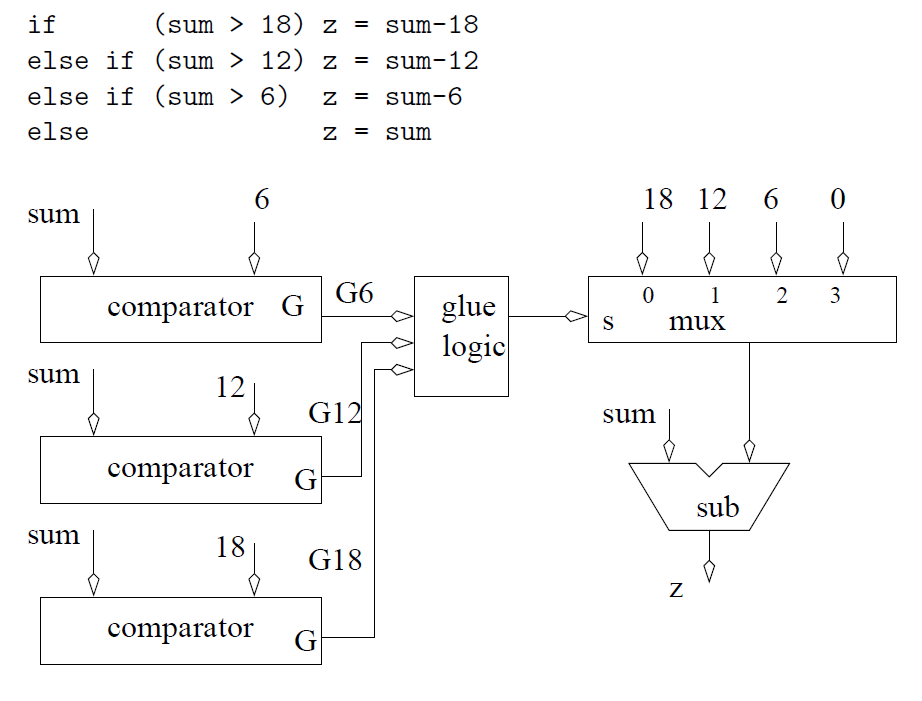 if (sum > 18) z = sum-18
else if (sum > 12) z = sum-12
else if (sum > 6) z = sum-6
else z = sum
sum 6
comparator G
G6
sum 12
comparator G
G12
sum 18
comparator G
G18
glue
logic
18 12 6 0
0 1 2 3
s mux
sum
sub
z